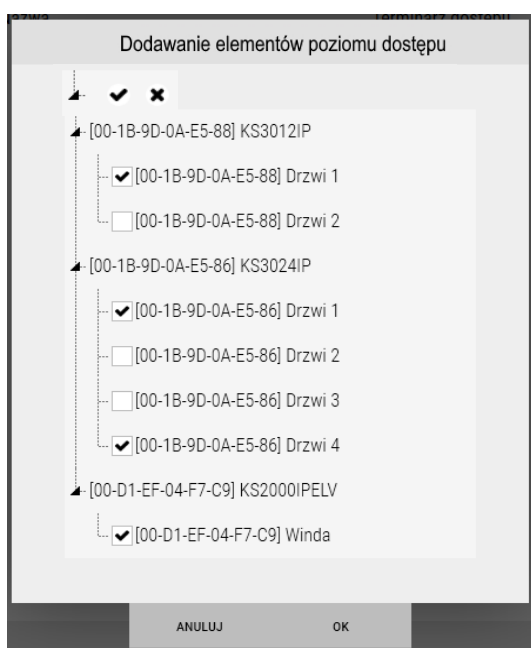 Terminarz dostępu
Dodawanie elementów poziomu dostępu
[00-1B-9D-0A-E5-88] KS3012IP
[00-1B-9D-0A-E5-88] Drzwi 1
[00-1B-9D-0A-E5-88] Drzwi 2
[00-1B-9D-0A-E5-86] KS3024IP
[00-1B-9D-0A-E5-86] Drzwi 1
[00-1B-9D-0A-E5-86] Drzwi 2
[00-1B-9D-0A-E5-86] Drzwi 3
[00-1B-9D-0A-E5-86] Drzwi 4
[00-D1-EF-04-F7-C9] KS2000IPELV
[00-D1-EF-04-F7-C9] Winda
ANULUJ OK